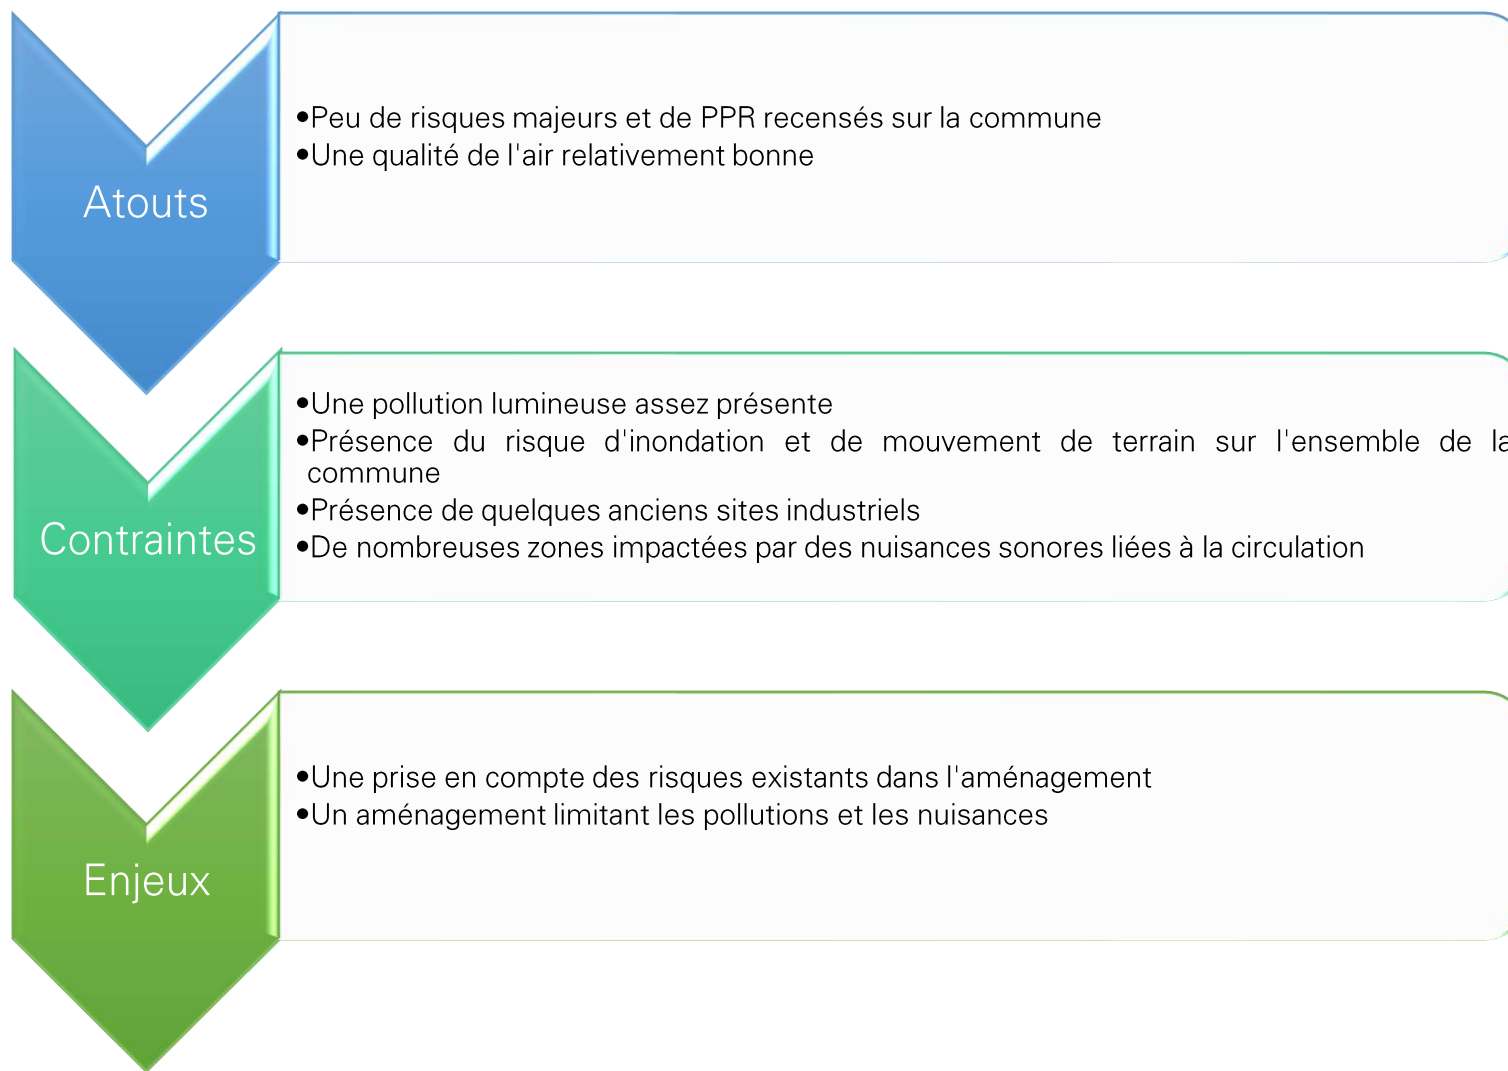 Atouts
•Peu de risques majeurs et de PPR recensés sur la commune
•Une qualité de l'air relativement bonne
Contraintes
•Une pollution lumineuse assez présente
•Présence du risque d'inondation et de mouvement de terrain sur l'ensemble de la
commune
•Présence de quelques anciens sites industriels
•De nombreuses zones impactées par des nuisances sonores liées à la circulation
Enjeux
•Une prise en compte des risques existants dans l'aménagement
•Un aménagement limitant les pollutions et les nuisances